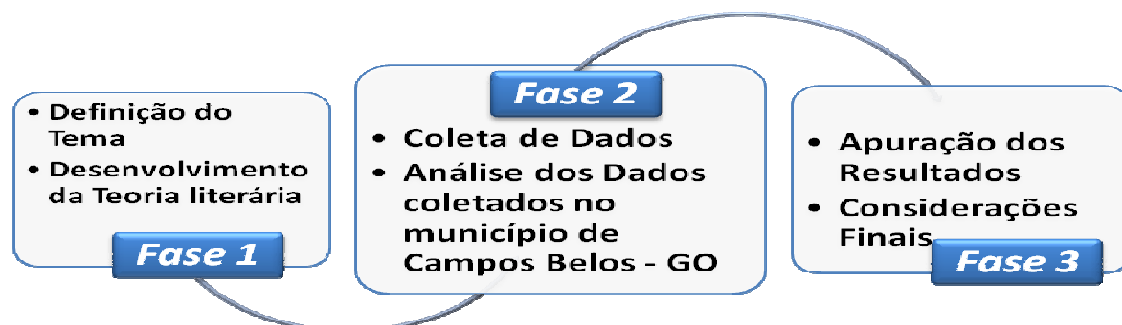 • Definição do
Tema
• Desenvolvimento
da Teoria literária
Fase 1
Fase 2
• Coleta de Dados
• Análise dos Dados
coletados no
município de
Campos Belos - GO
• Apuração dos
Resultados
• Considerações
Finais
Fase 3